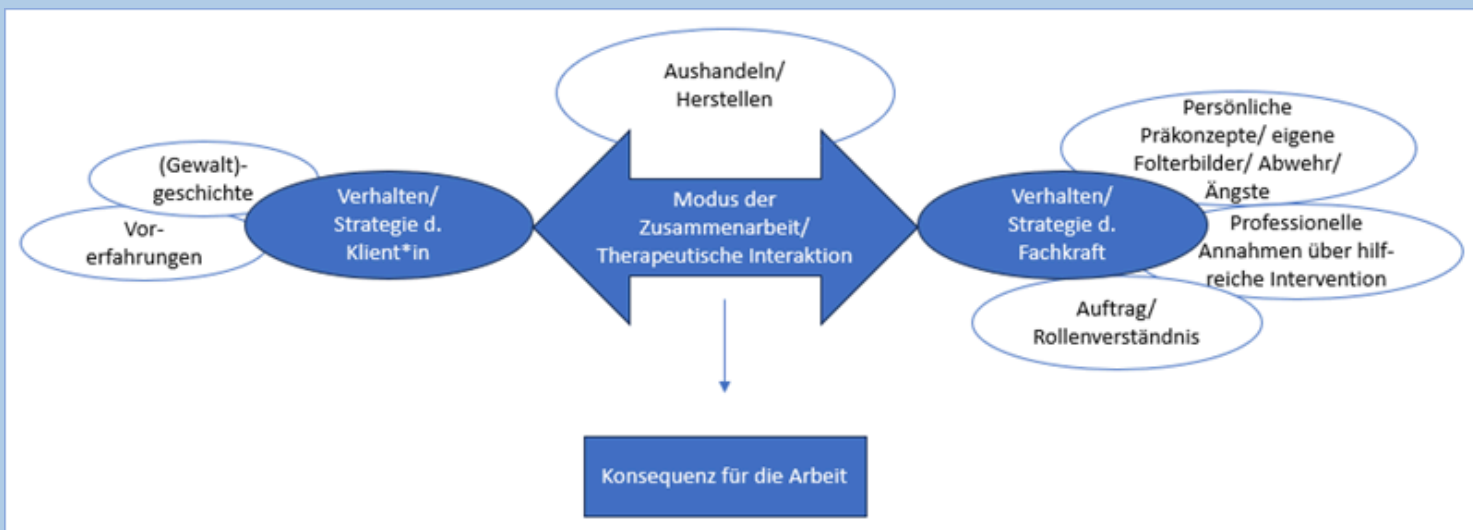 Aushandeln/
Herstellen
(Gewalt)-
geschichte
Vor-
erfahrungen
Verhalten/
Strategie d.
Klient*in
Modus der
Zusammenarbeit/
Therapeutische Interaktion
Verhalten/
Strategie d.
Fachkraft
Persönliche
Präkonzepte/ eigene
Folterbilder/ Abwehr/
Ängste
Professionelle
Annahmen über hilf-
reiche Intervention
Auftrag/
Rollenverständnis
Konsequenz für die Arbeit